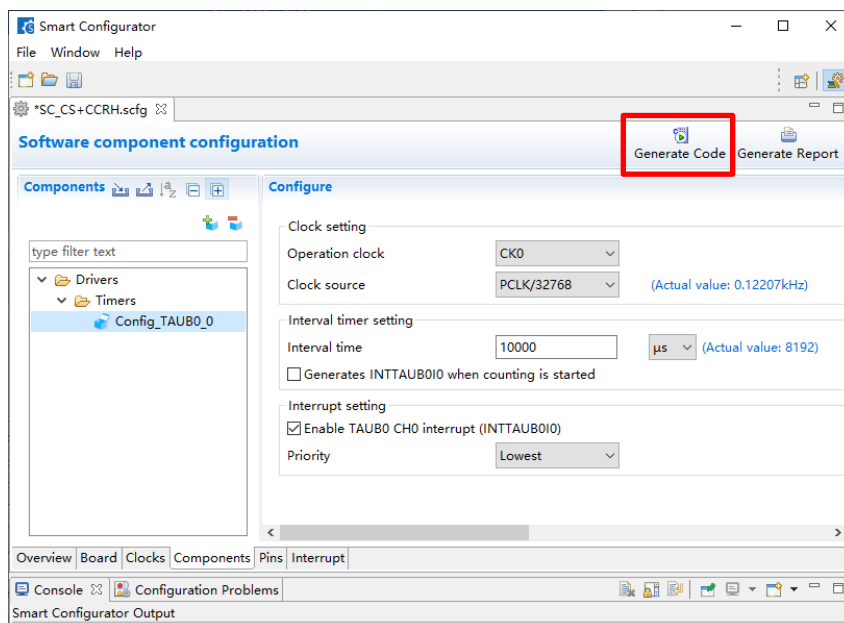 Smart Configurator
File Window Help
*SC_CS+CCRH.scfg
Software component configuration
Generate Code Generate Report
Components
Configure
type filter text
Drivers
Timers
Config_TAUB0_0
Clock setting
Operation clock CK0
Clock source PCLK/32768 (Actual value: 0.12207kHz)
Interval timer setting
Interval time 10000 µs (Actual value: 8192)
Generates INTTAUB0I0 when counting is started
Interrupt setting
Enable TAUB0 CH0 interrupt (INTTAUB0I0)
Priority Lowest
Overview Board Clocks Components Pins Interrupt
Console Configuration Problems
Smart Configurator Output